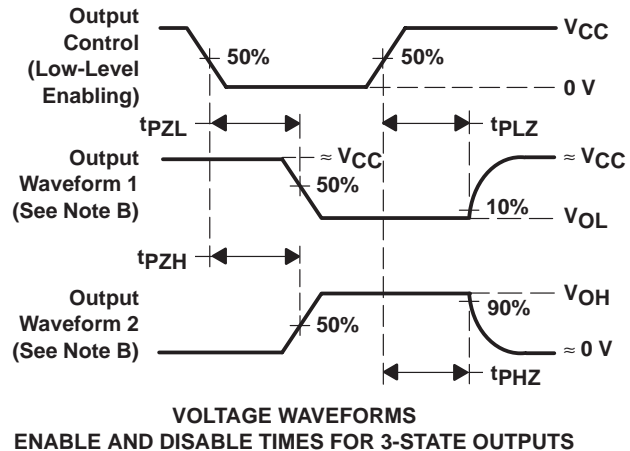 Output
Control
(Low-Level
Enabling)
50%
50%
VCC
0 V
tPZL
tPLZ
Output
Waveform 1
(See Note B)
≈ VCC
50%
≈ VCC
10%
VOL
tPZH
Output
Waveform 2
(See Note B)
50%
VOH
90%
≈ 0 V
tPHZ
VOLTAGE WAVEFORMS
ENABLE AND DISABLE TIMES FOR 3-STATE OUTPUTS